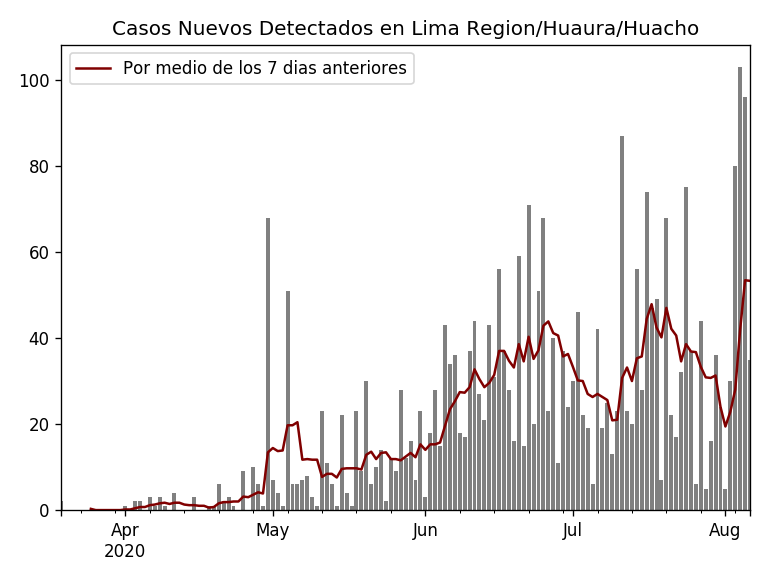 Casos Nuevos Detectados en Lima Region/Huaura/Huacho
Por medio de los 7 dias anteriores
100
80
60
40
20
0
Apr May Jun Jul Aug
2020